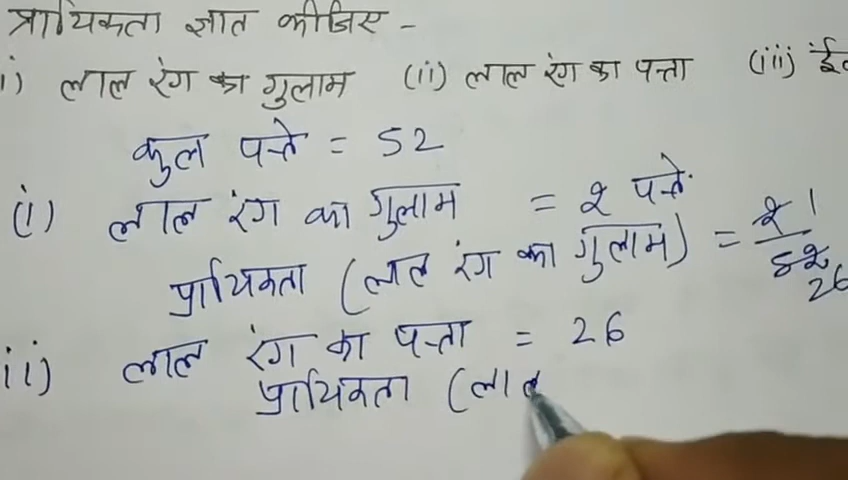 प्रायिकता ज्ञात कीजिए -
i) लाल रंग का गुलाम (ii) लाल रंग का पत्ता (iii)
कुल पत्ते = 52
(i) लाल रंग का गुलाम = 2 पत्ते
प्रायिकता (लाल रंग का गुलाम) = 2/52 1/26
ii) लाल रंग का पत्ता = 26
प्रायिकता (लाल